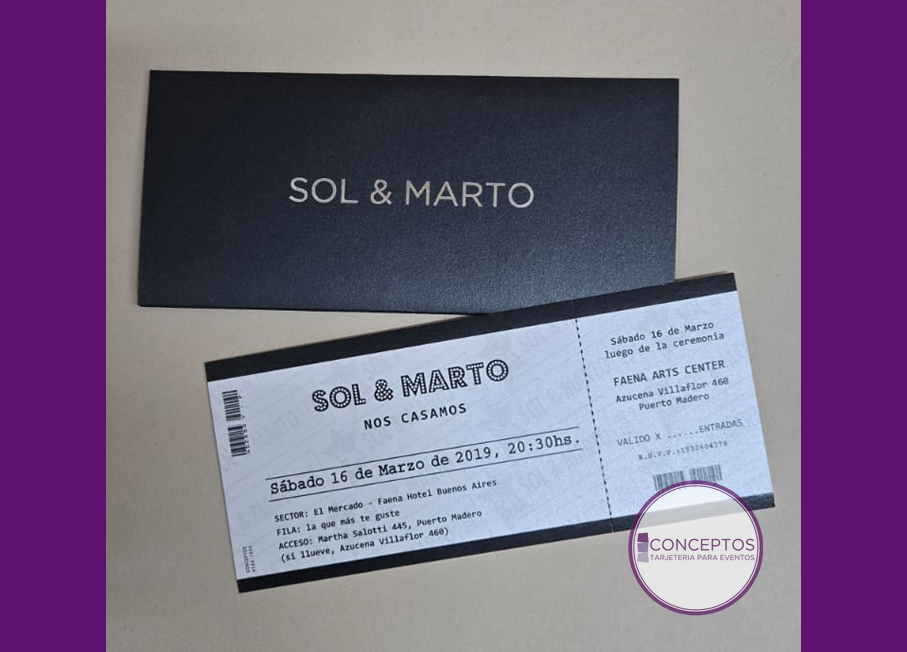 SOL & MARTO
SOL & MARTO
NOS CASAMOS
Sábado 16 de Marzo de 2019, 20:30hs.
SECTOR: El Mercado - Faena Hotel Buenos Aires
FILA: la que más te guste
ACCESO: Martha Salotti 445, Puerto Madero
(si llueve, Azucena Villaflor 460)
Sábado 16 de Marzo
luego de la ceremonia
FAENA ARTS CENTER
Azucena Villaflor 460
Puerto Madero
VALIDO X ......ENTRADAS
R.S.V.P.:1532604376
CONCEPTOS
CONCEPTOS
TARJETERIA PARA EVENTOS